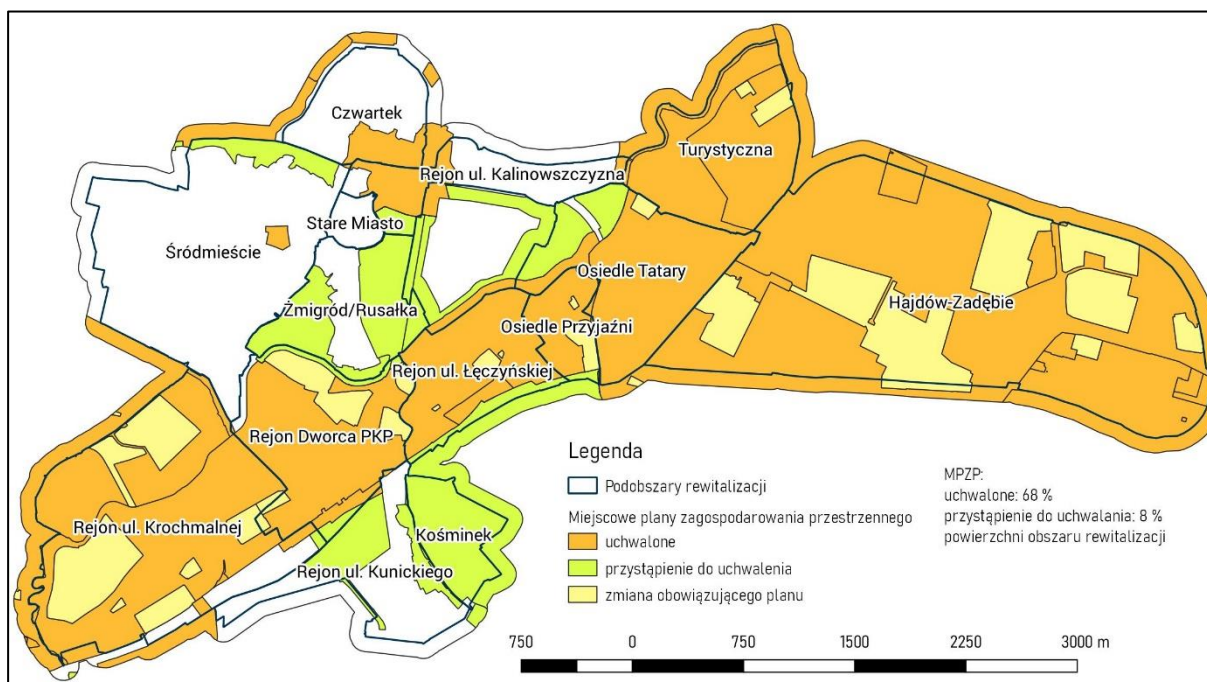 Czwartek
Turystyczna
Rejon ul. Kalinowszczyzna
Stare Miasto
Śródmieście
Osiedle Tatary
Hajdów-Zadębie
Żmigród/Rusałka
Osiedle Przyjaźni
Rejon ul. Łęczyńskiej
Rejon Dworca PKP
Rejon ul. Krochmalnej
Kośminek
Rejon ul. Kunickiego
Legenda
Podobszary rewitalizacji
Miejscowe plany zagospodarowania przestrzennego
uchwalone
przystąpienie do uchwalenia
zmiana obowiązującego planu
MPZP:
uchwalone: 68 %
przystąpienie do uchwalania: 8 %
powierzchni obszaru rewitalizacji
750 0 750 1500 2250 3000 m